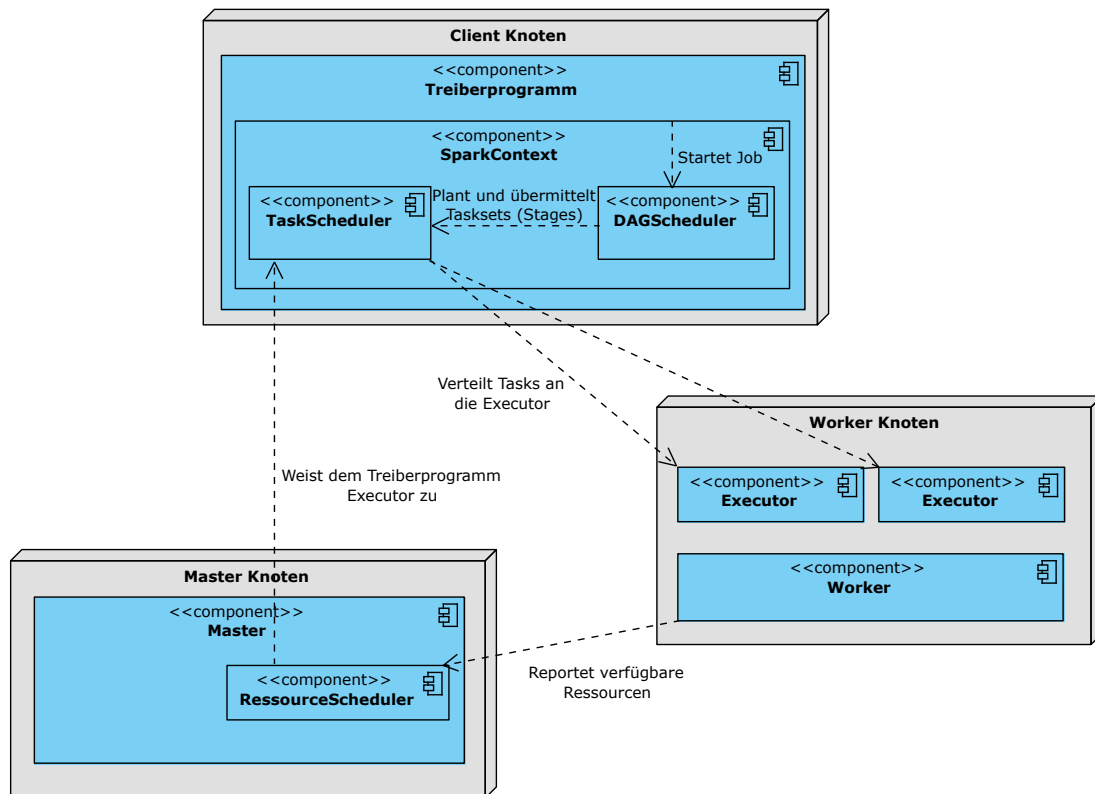 Client Knoten
<<component>>
Treiberprogramm
<<component>>
SparkContext
Startet Job
<<component>>
TaskScheduler
Plant und übermittelt
Tasksets (Stages)
<<component>>
DAGScheduler
Verteilt Tasks an
die Executor
Worker Knoten
<<component>>
Executor
<<component>>
Executor
<<component>>
Worker
Weist dem Treiberprogramm
Executor zu
Master Knoten
<<component>>
Master
<<component>>
RessourceScheduler
Reportet verfügbare
Ressourcen